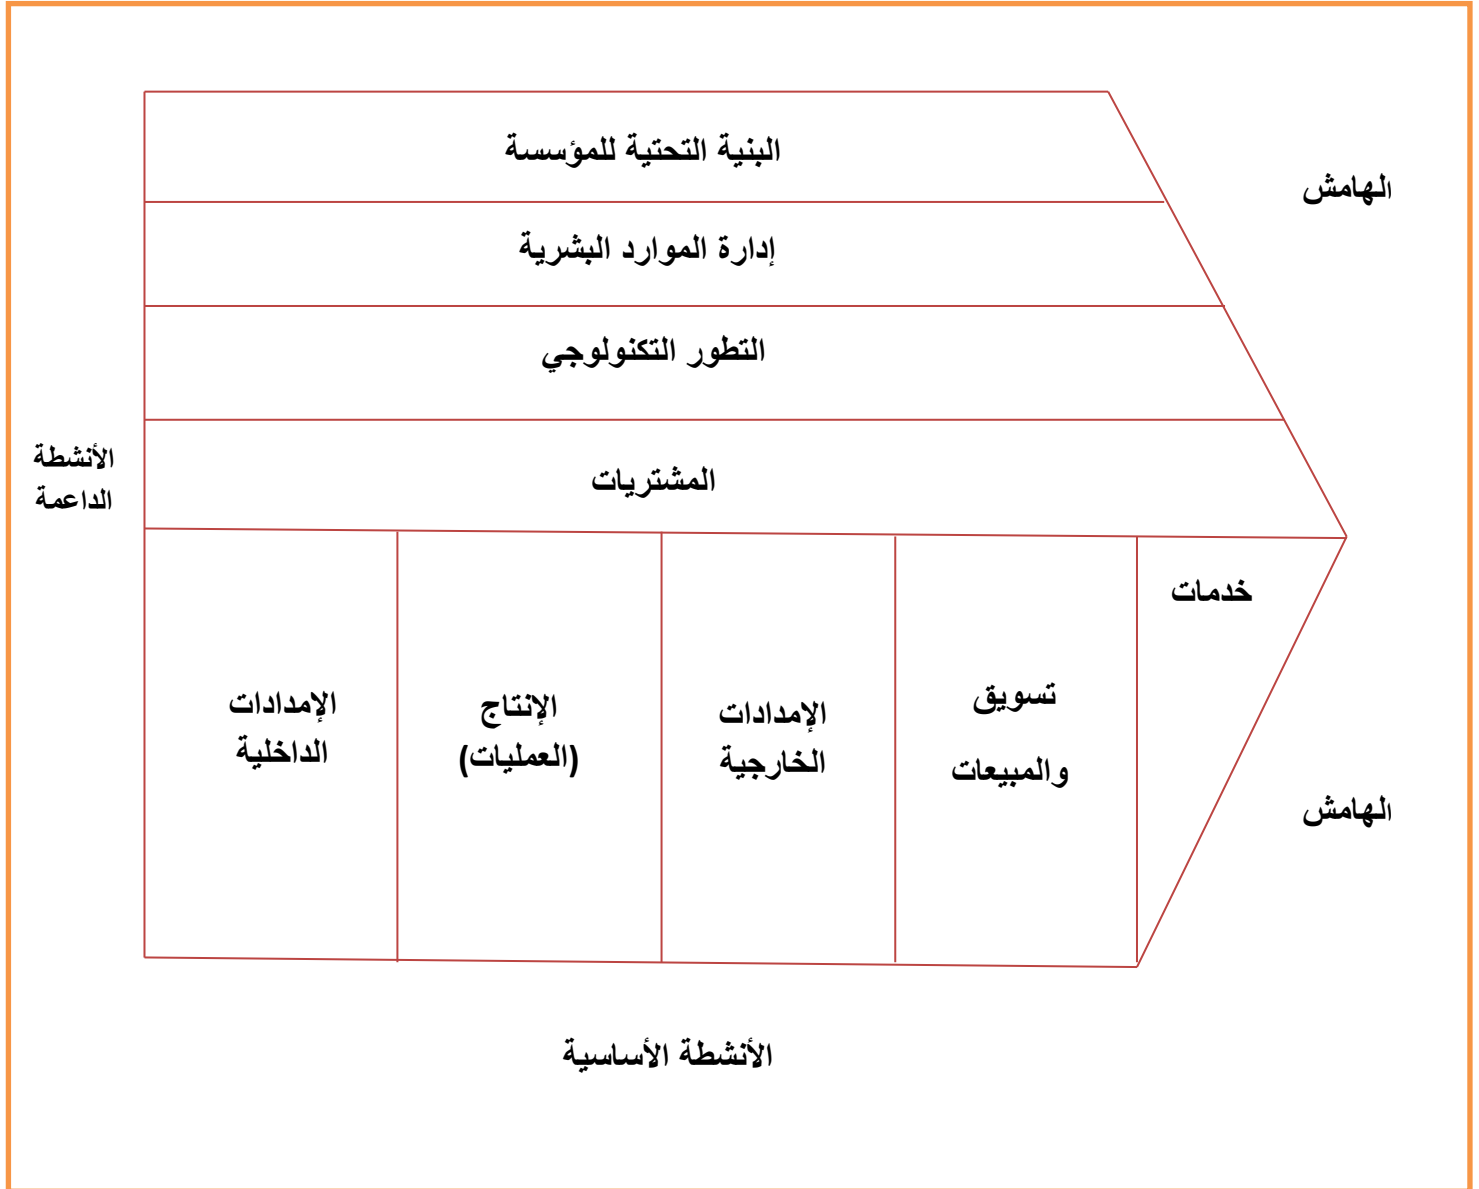 البنية التحتية للمؤسسة
الهامش
إدارة الموارد البشرية
التطور التكنولوجي
الأنشطة
الداعمة
المشتريات
خدمات
تسويق
والمبيعات
الإمدادات
الخارجية
الإنتاج
(العمليات)
الإمدادات
الداخلية
الهامش
الأنشطة الأساسية